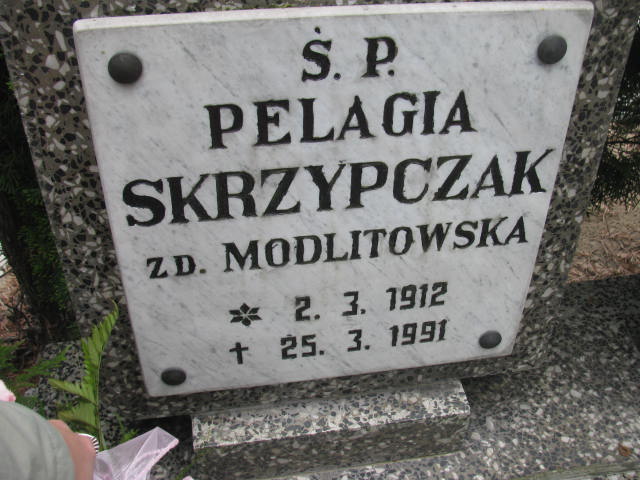 Ś. P.
PELAGIA
SKRZYPCZAK
ZD. MODLITOWSKA
* 2. 3. 1912
† 25. 3. 1991